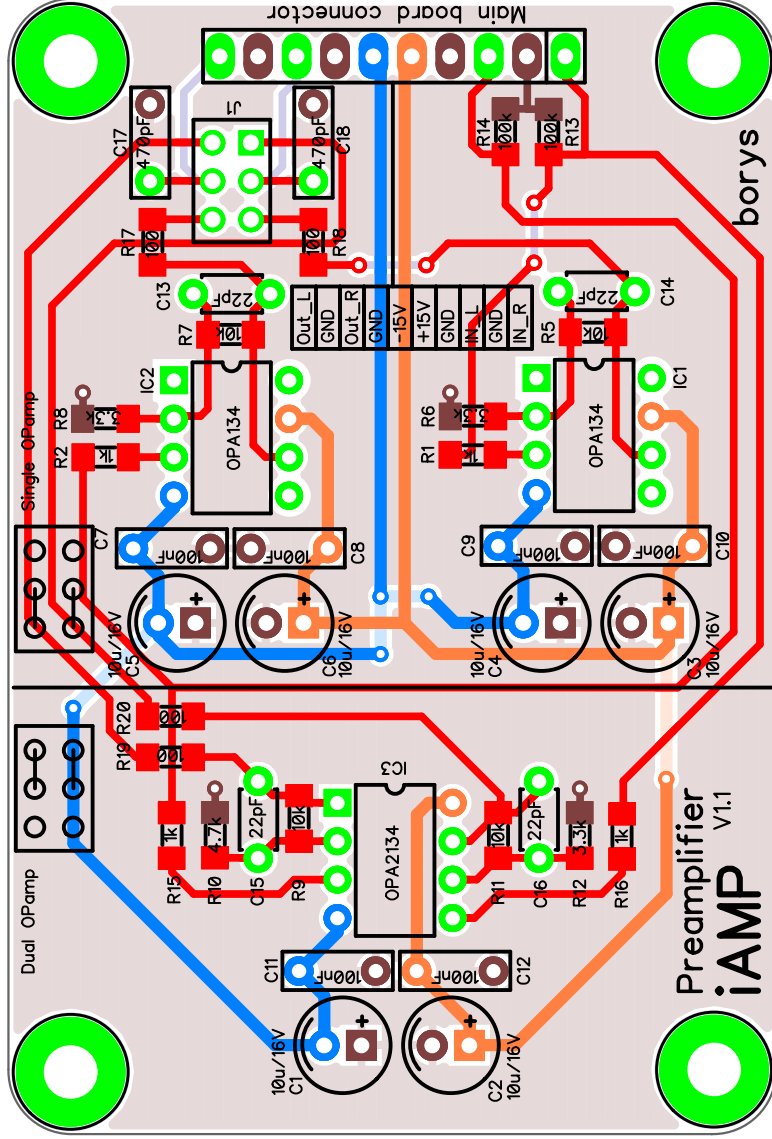 Main board connector
C17
470pF
J1
470pF
C18
R14
100k
100k
R13
borys
R17
100
100
R18
C13
22pF
22pF
C14
Out_L
GND
Out_R
GND
-15V
+15V
GND
IN_L
GND
IN_R
R7
10k
R5
10k
IC2
OPA134
IC1
OPA134
R8
3.3k
R6
3.3k
R2
1k
R1
1k
Single OPamp
C7
100nF
100nF
C8
C9
100nF
100nF
C10
10u/16V
C5
+
+
C6
10u/16V
10u/16V
C4
+
+
C3
10u/16V
R20
100
R19
100
IC3
OPA2134
R15
1k
R10
4.7k
C15
22pF
R9
10k
R11
10k
C16
22pF
R12
3.3k
R16
1k
Dual OPamp
C11
100nF
100nF
C12
10u/16V
C1
+
+
C2
10u/16V
Preamplifier
V1.1
iAMP